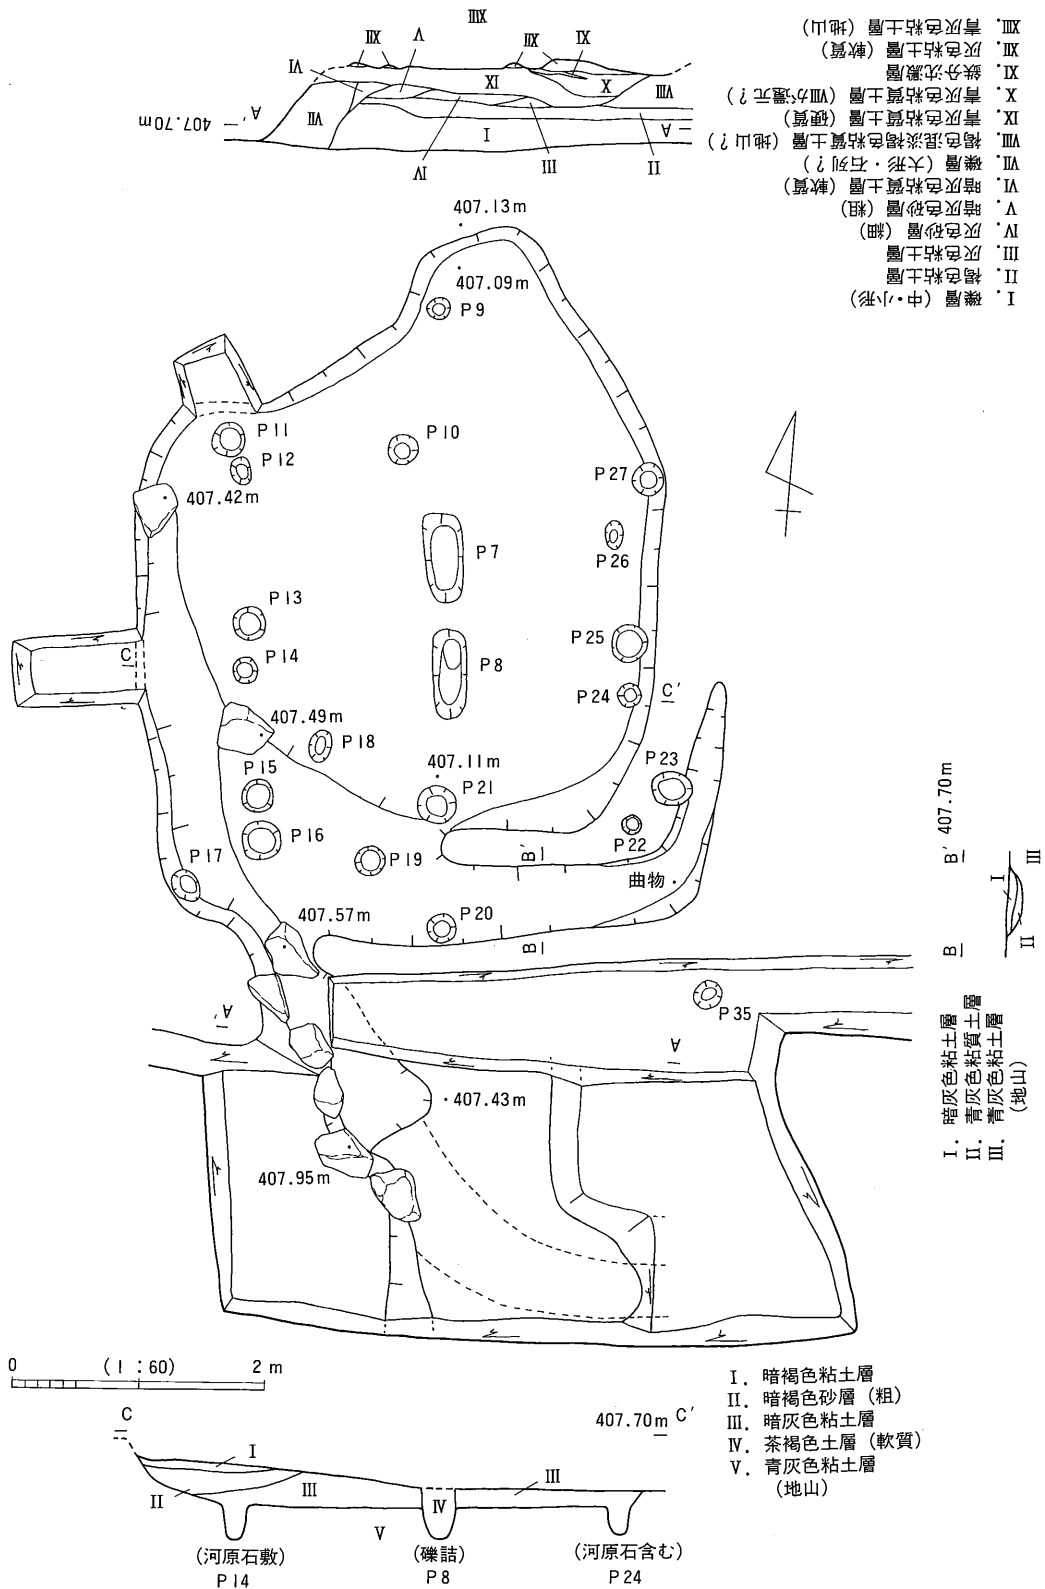 XIII
XII
V
XII
IX
VI
XI
X
VIII
VII
A'
407.70m
I
A
IV
III
II
I. 礫層 (中・小形)
II. 褐色粘土層
III. 灰色粘土層
IV. 灰色砂層 (細)
V. 暗灰色砂層 (粗)
VI. 暗灰色粘質土層 (軟質)
VII. 礫層 (大形・石列?)
VIII. 褐色混淡褐色粘質土層 (地山?)
IX. 青灰色粘質土層 (硬質)
X. 青灰色粘質土層 (VIIIが還元?)
XI. 鉄分沈澱層
XII. 灰色粘土層 (軟質)
XIII. 青灰色粘土層 (地山)
407.13m
407.09m
P9
P11
P10
P12
P27
407.42m
P7
P26
P13
P25
C
P14
P8
P24
C'
407.49m
P18
407.11m
P23
P15
P21
P16
P22
B'
P17
P19
曲物
407.57m
P20
B
P35
A'
A
407.43m
407.95m
B
B' 407.70m
I
II
III
I. 暗灰色粘土層
II. 青灰色粘質土層
III. 青灰色粘土層
(地山)
0 (1:60) 2m
C
407.70m C'
I
II
III
III
IV
V
(河原石敷)
P14
(礫詰)
P8
(河原石含む)
P24
I. 暗褐色粘土層
II. 暗褐色砂層 (粗)
III. 暗灰色粘土層
IV. 茶褐色土層 (軟質)
V. 青灰色粘土層
(地山)